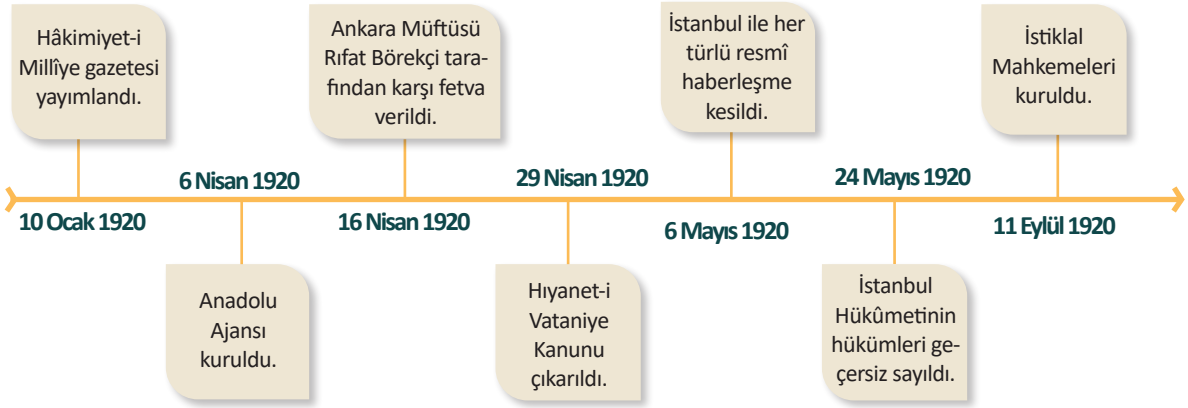 Hâkimiyet-i
Millîye gazetesi
yayımlandı.
10 Ocak 1920
6 Nisan 1920
Anadolu
Ajansı
kuruldu.
Ankara Müftüsü
Rıfat Börekçi tara-
fından karşı fetva
verildi.
16 Nisan 1920
29 Nisan 1920
Hıyanet-i
Vataniye
Kanunu
çıkarıldı.
İstanbul ile her
türlü resmî
haberleşme
kesildi.
6 Mayıs 1920
24 Mayıs 1920
İstanbul
Hükûmetinin
hükümleri ge-
çersiz sayıldı.
İstiklal
Mahkemeleri
kuruldu.
11 Eylül 1920